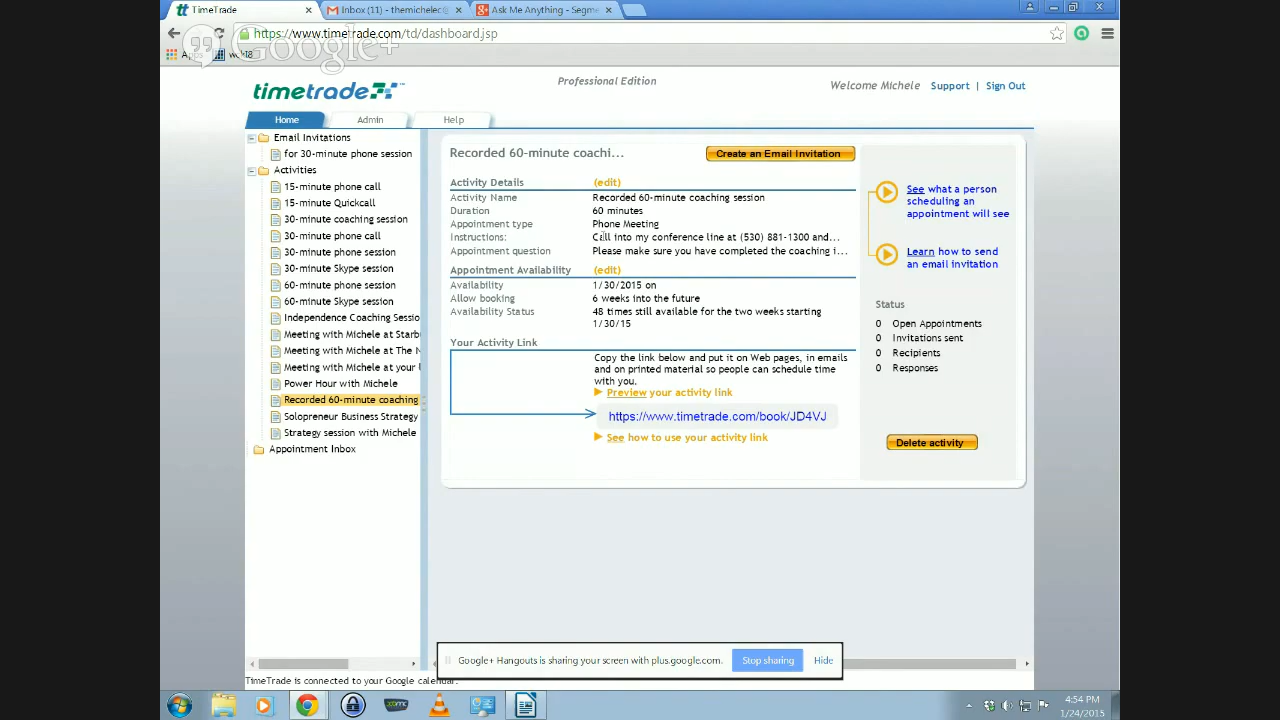 TimeTrade
Inbox (11) - themichelec@
Ask Me Anything - Segme
https://www.timetrade.com/td/dashboard.jsp
Google+
Apps
timetrade
Professional Edition
Welcome Michele
Support | Sign Out
Home
Admin
Help
Email Invitations
for 30-minute phone session
Activities
15-minute phone call
15-minute Quickcall
30-minute coaching session
30-minute phone call
30-minute phone session
30-minute Skype session
60-minute phone session
60-minute Skype session
Independence Coaching Sessio
Meeting with Michele at Starb
Meeting with Michele at The N
Meeting with Michele at your
Power Hour with Michele
Recorded 60-minute coaching
Solopreneur Business Strategy
Strategy session with Michele
Appointment Inbox
Recorded 60-minute coachi...
Create an Email Invitation
Activity Details (edit)
Activity Name Recorded 60-minute coaching session
Duration 60 minutes
Appointment type Phone Meeting
Instructions: Call into my conference line at (530) 881-1300 and...
Appointment question Please make sure you have completed the coaching i...
Appointment Availability (edit)
Availability 1/30/2015 on
Allow booking 6 weeks into the future
Availability Status 48 times still available for the two weeks starting
1/30/15
Your Activity Link
Copy the link below and put it on Web pages, in emails
and on printed material so people can schedule time
with you.
Preview your activity link
https://www.timetrade.com/book/JD4VJ
See how to use your activity link
See what a person
scheduling an
appointment will see
Learn how to send
an email invitation
Status
0 Open Appointments
0 Invitations sent
0 Recipients
0 Responses
Delete activity
Google+ Hangouts is sharing your screen with plus.google.com.
Stop sharing
Hide
TimeTrade is connected to your Google calendar.
4:54 PM
1/24/2015